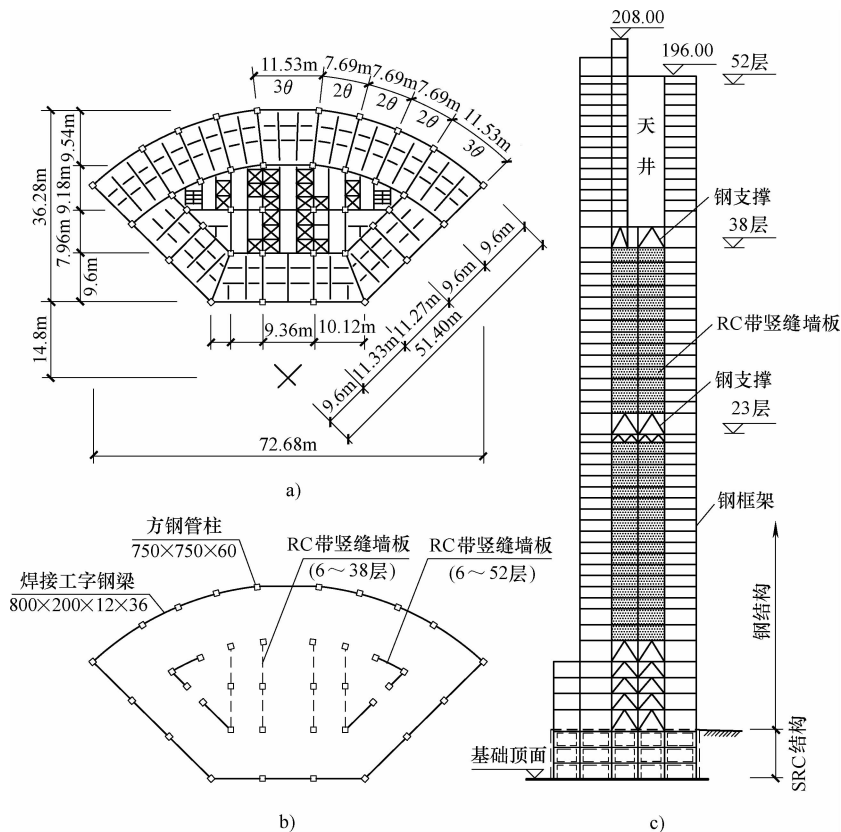 11.53m
7.69m
7.69m
7.69m
11.53m
3θ
2θ
2θ
2θ
3θ
9.54m
9.18m
7.96m
9.6m
36.28m
14.8m
9.36m
10.12m
9.6m
9.6m
11.27m
11.33m
9.6m
51.40m
72.68m
a)
方钢管柱
750×750×60
焊接工字钢梁
800×200×12×36
RC带竖缝墙板
(6～38层)
RC带竖缝墙板
(6～52层)
b)
208.00
196.00
52层
天
井
钢支撑
38层
RC带竖缝墙板
钢支撑
23层
钢框架
钢结构
SRC结构
基础顶面
c)